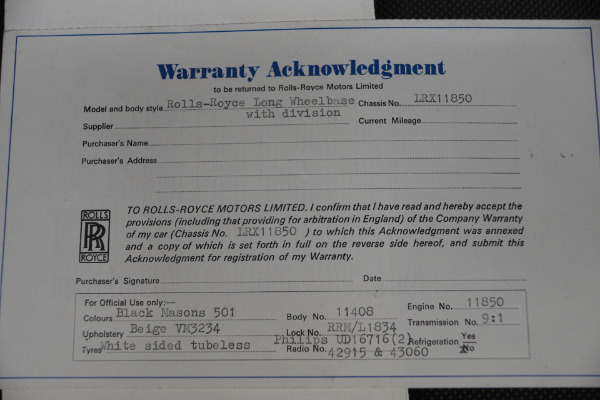 Warranty Acknowledgment
to be returned to Rolls-Royce Motors Limited
Model and body style Rolls-Royce Long Wheelbase Chassis No. LRX11850
with division
Supplier Current Mileage
Purchaser's Name
Purchaser's Address
TO ROLLS-ROYCE MOTORS LIMITED. I confirm that I have read and hereby accept the
provisions (including that providing for arbitration in England) of the Company Warranty
of my car (Chassis No. LRX11850 ) to which this Acknowledgment was annexed
and a copy of which is set forth in full on the reverse side hereof, and submit this
Acknowledgment for registration of my Warranty.
ROLLS
RR
ROYCE
Purchaser's Signature Date
For Official Use only:—
Colours Black Masons 501 Body No. 11408 Engine No. 11850
Upholstery Beige VM3234 Lock No. RRM/L1834 Transmission No. 9:1
Tyres White sided tubeless Philips UD16716(2) Refrigeration Yes
Radio No. 42915 & 43060 No